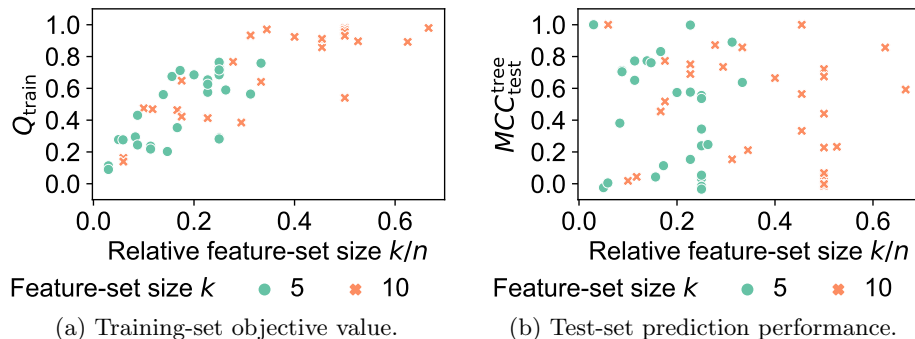 1.0
0.8
0.6
0.4
0.2
0.0
Q_train
0.0 0.2 0.4 0.6
Relative feature-set size k/n
Feature-set size k 5 10
(a) Training-set objective value.
1.0
0.8
0.6
0.4
0.2
0.0
MCC^tree_test
0.0 0.2 0.4 0.6
Relative feature-set size k/n
Feature-set size k 5 10
(b) Test-set prediction performance.